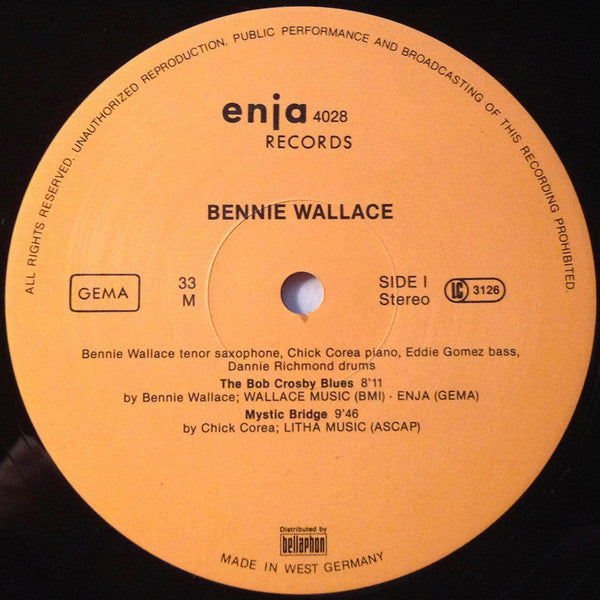 ALL RIGHTS RESERVED. UNAUTHORIZED REPRODUCTION. PUBLIC PERFORMANCE AND BROADCASTING OF THIS RECORDING PROHIBITED.
enja 4028
RECORDS
BENNIE WALLACE
GEMA
33
M
SIDE I
Stereo
LC 3126
Bennie Wallace tenor saxophone, Chick Corea piano, Eddie Gomez bass,
Dannie Richmond drums
The Bob Crosby Blues 8'11
by Bennie Wallace; WALLACE MUSIC (BMI) - ENJA (GEMA)
Mystic Bridge 9'46
by Chick Corea; LITHA MUSIC (ASCAP)
Distributed by
bellaphon
MADE IN WEST GERMANY